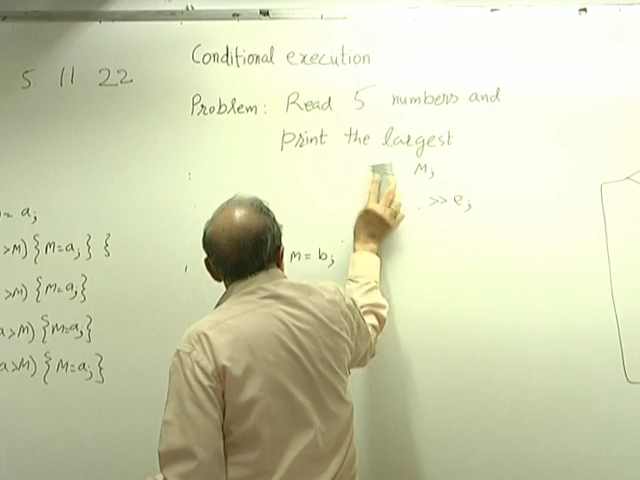 5 11 22
Conditional execution
Problem: Read 5 numbers and
print the largest
M;
>> e;
= a;
>M) {M=a;} }
M = b;
>M) {M=a;}
a>M) {M=a;}
a>M) {M=a;}